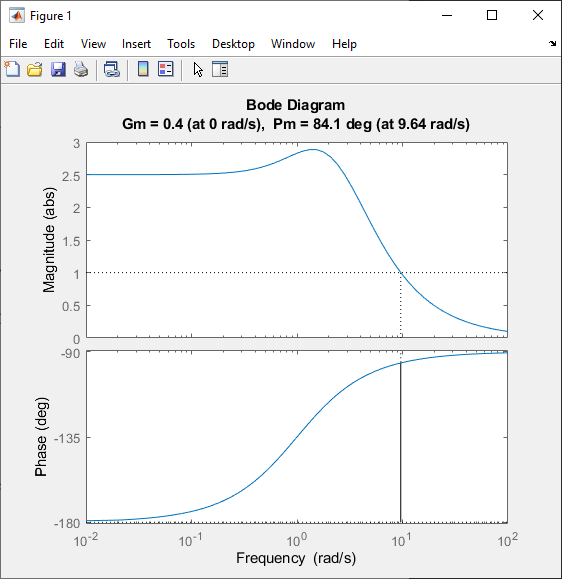 Figure 1
File Edit View Insert Tools Desktop Window Help
Bode Diagram
Gm = 0.4 (at 0 rad/s), Pm = 84.1 deg (at 9.64 rad/s)
Magnitude (abs)
3
2.5
2
1.5
1
0.5
0
Phase (deg)
-90
-135
-180
10^-2 10^-1 10^0 10^1 10^2
Frequency (rad/s)